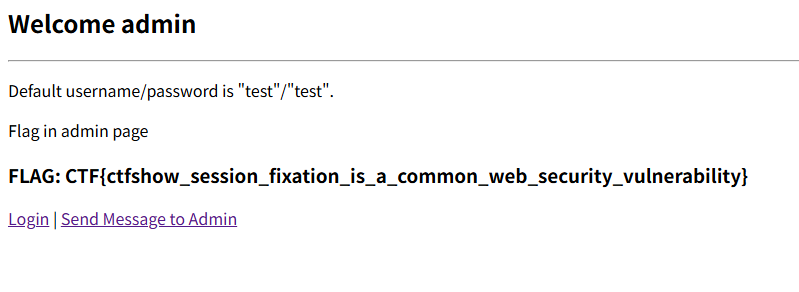 Welcome admin
Default username/password is "test"/"test".
Flag in admin page
FLAG: CTF{ctfshow_session_fixation_is_a_common_web_security_vulnerability}
Login | Send Message to Admin